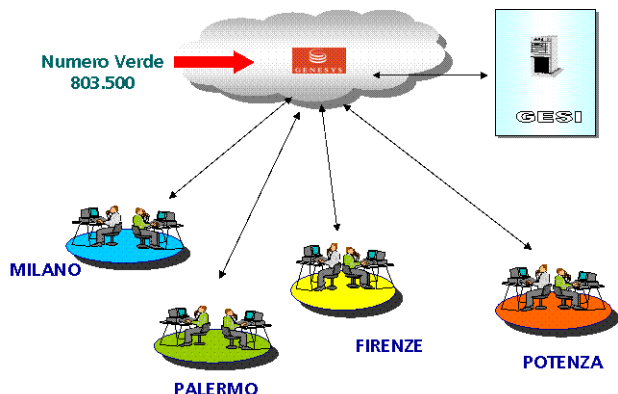 Numero Verde
803.500
GENESYS
GESI
MILANO
PALERMO
FIRENZE
POTENZA